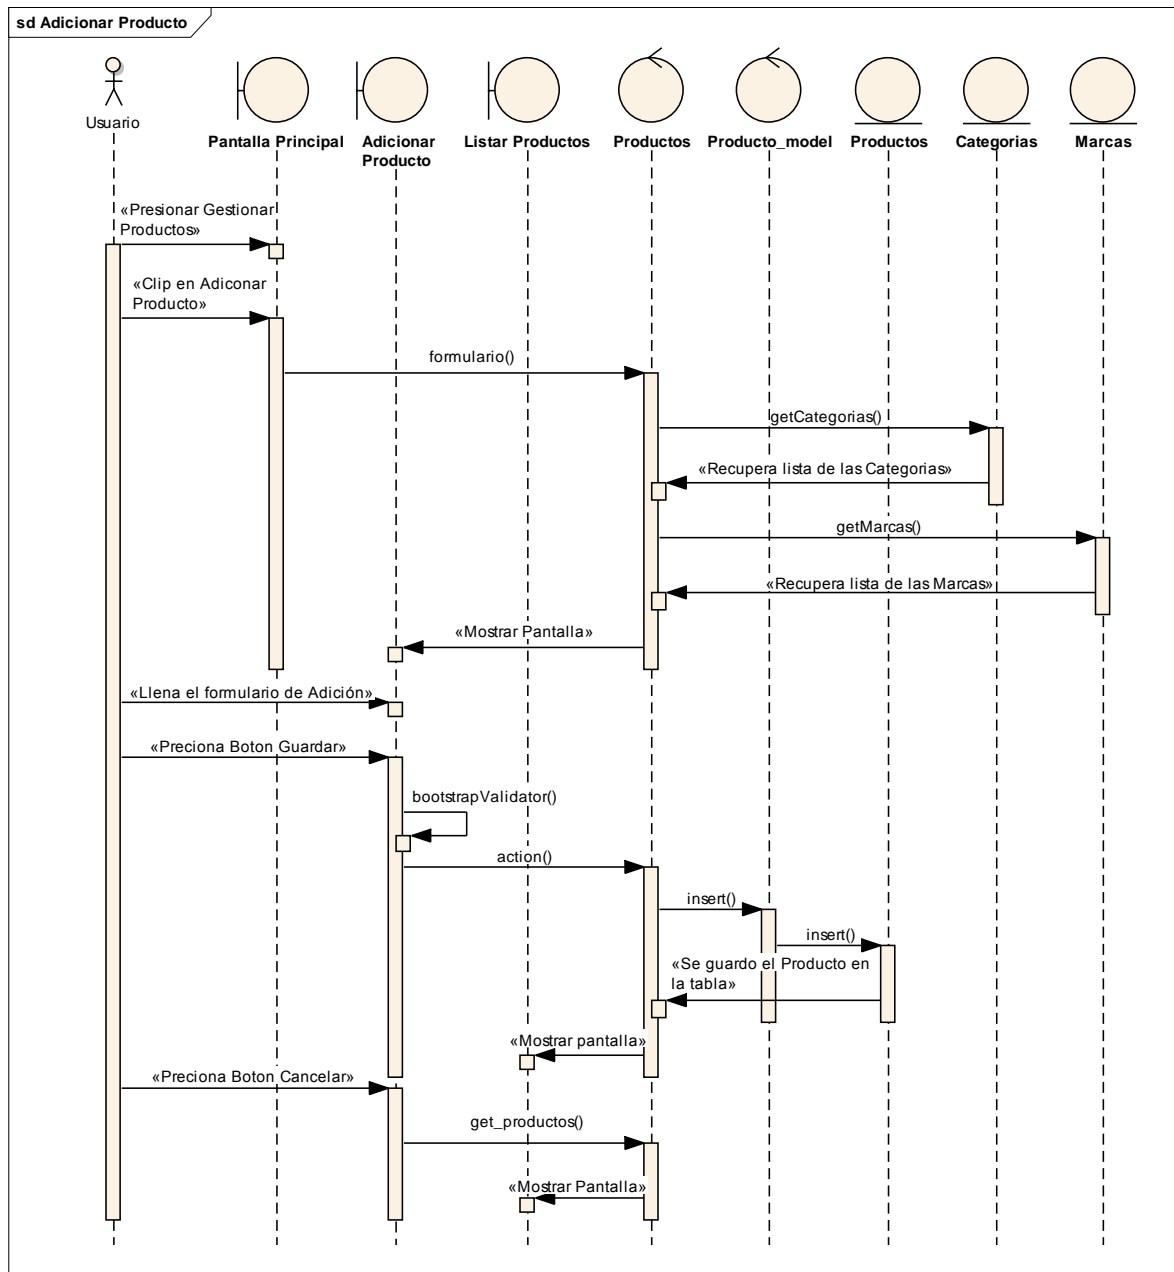 sd Adicionar Producto
Usuario
Pantalla Principal
Adicionar
Producto
Listar Productos
Productos
Producto_model
Productos
Categorias
Marcas
«Presionar Gestionar
Productos»
«Clip en Adiconar
Producto»
formulario()
getCategorias()
«Recupera lista de las Categorias»
getMarcas()
«Recupera lista de las Marcas»
«Mostrar Pantalla»
«Llena el formulario de Adición»
«Preciona Boton Guardar»
bootstrapValidator()
action()
insert()
insert()
«Se guardo el Producto en
la tabla»
«Mostrar pantalla»
«Preciona Boton Cancelar»
get_productos()
«Mostrar Pantalla»